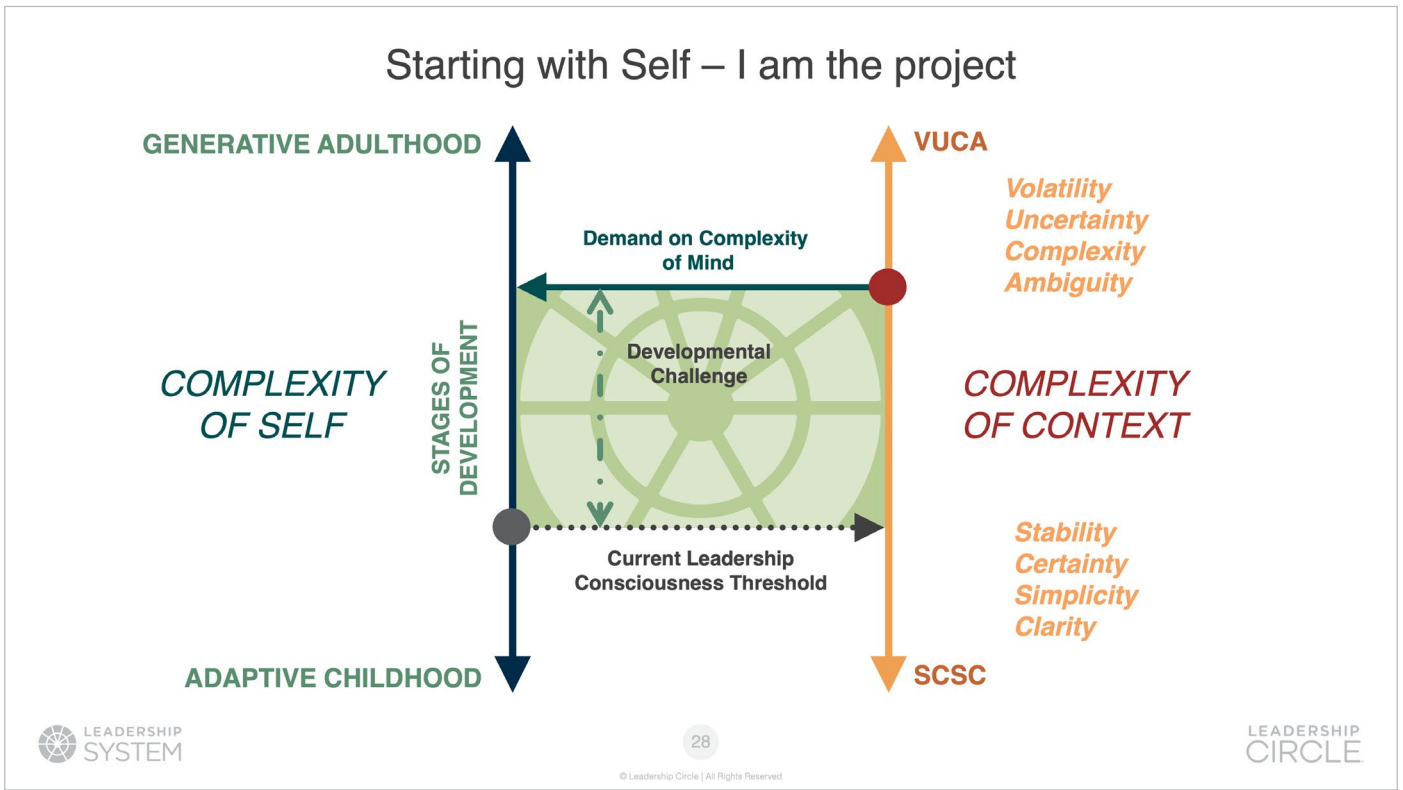 Starting with Self – I am the project
GENERATIVE ADULTHOOD
VUCA
Volatility
Uncertainty
Complexity
Ambiguity
Demand on Complexity
of Mind
Developmental
Challenge
STAGES OF
DEVELOPMENT
COMPLEXITY
OF SELF
COMPLEXITY
OF CONTEXT
Current Leadership
Consciousness Threshold
Stability
Certainty
Simplicity
Clarity
ADAPTIVE CHILDHOOD
SCSC
LEADERSHIP
SYSTEM
28
© Leadership Circle | All Rights Reserved
LEADERSHIP
CIRCLE